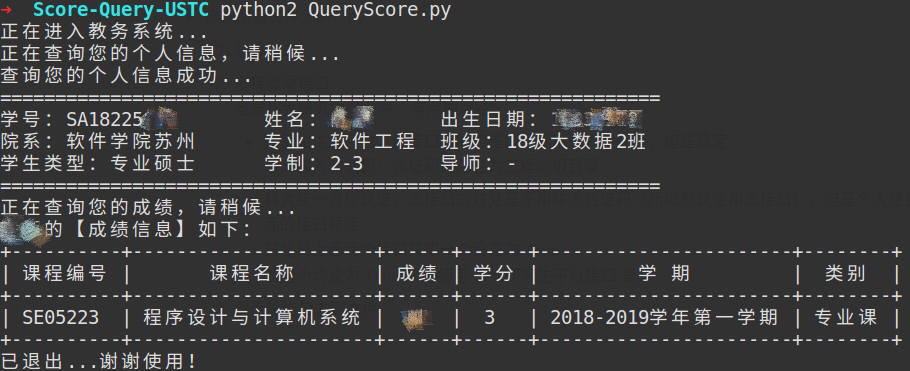 → Score-Query-USTC python2 QueryScore.py
正在进入教务系统...
正在查询您的个人信息，请稍候...
查询您的个人信息成功...
============================================================
学号：SA18225 姓名： 出生日期：
院系：软件学院苏州 专业：软件工程 班级：18级大数据2班
学生类型：专业硕士 学制：2-3 导师：-
============================================================
正在查询您的成绩，请稍候...
的【成绩信息】如下：
+----------+----------------------+------+------+-----------------------+--------+
| 课程编号 | 课程名称 | 成绩 | 学分 | 学 期 | 类别 |
+----------+----------------------+------+------+-----------------------+--------+
| SE05223 | 程序设计与计算机系统 | | 3 | 2018-2019学年第一学期 | 专业课 |
+----------+----------------------+------+------+-----------------------+--------+
已退出...谢谢使用！